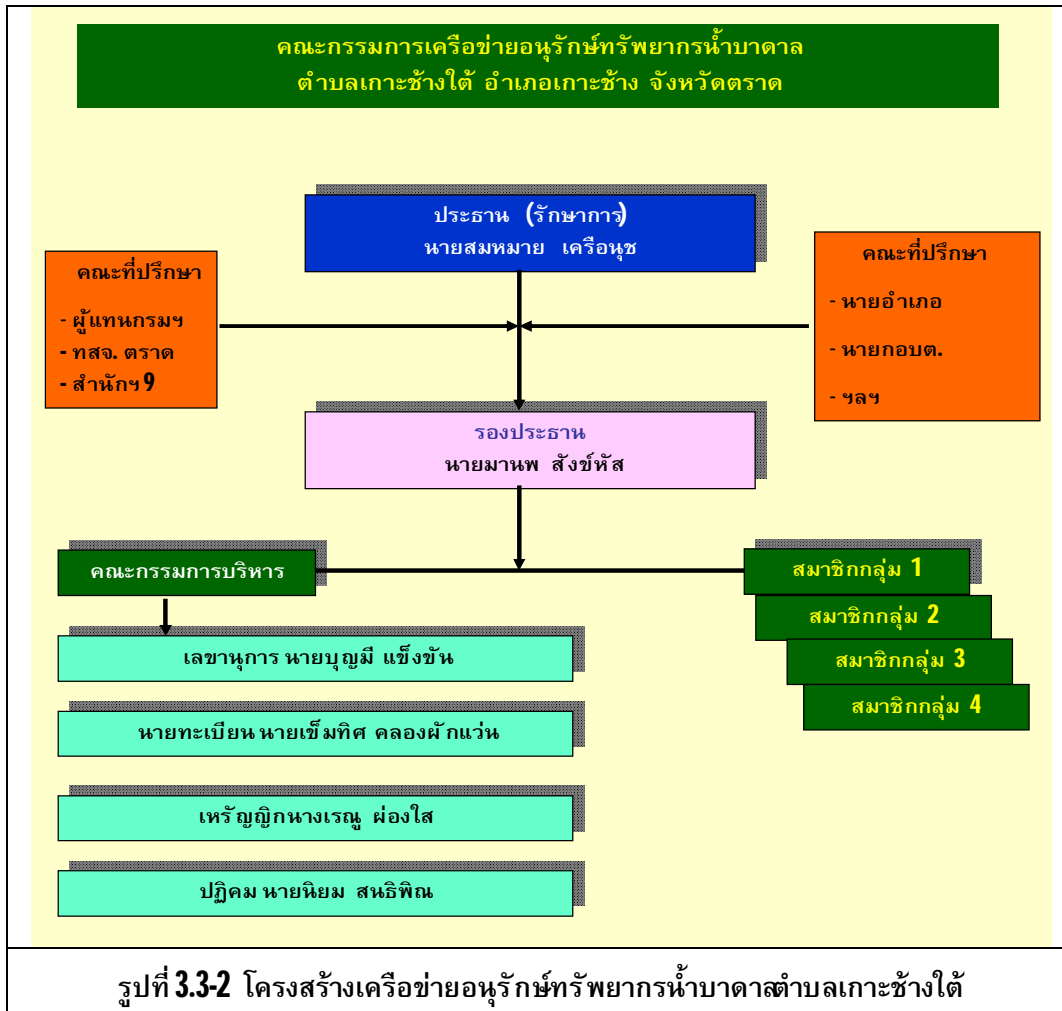 คณะกรรมการเครือข่ายอนุรักษ์ทรัพยากรน้ำบาดาล
ตำบลเกาะช้างใต้ อำเภอเกาะช้าง จังหวัดตราด
ประธาน (รักษาการ)
นายสมหมาย เครือนุช
คณะที่ปรึกษา
- ผู้แทนกรมฯ
- ทสจ. ตราด
- สำนักฯ 9
คณะที่ปรึกษา
- นายอำเภอ
- นายกอบต.
- ฯลฯ
รองประธาน
นายมานพ สังข์หัส
คณะกรรมการบริหาร
สมาชิกกลุ่ม 1
สมาชิกกลุ่ม 2
สมาชิกกลุ่ม 3
สมาชิกกลุ่ม 4
เลขานุการ นายบุญมี แข็งขัน
นายทะเบียน นายเข็มทิศ คลองผักแว่น
เหรัญญิกนางเรณู ผ่องใส
ปฏิคม นายนิยม สนธิพิณ
รูปที่ 3.3-2 โครงสร้างเครือข่ายอนุรักษ์ทรัพยากรน้ำบาดาลตำบลเกาะช้างใต้